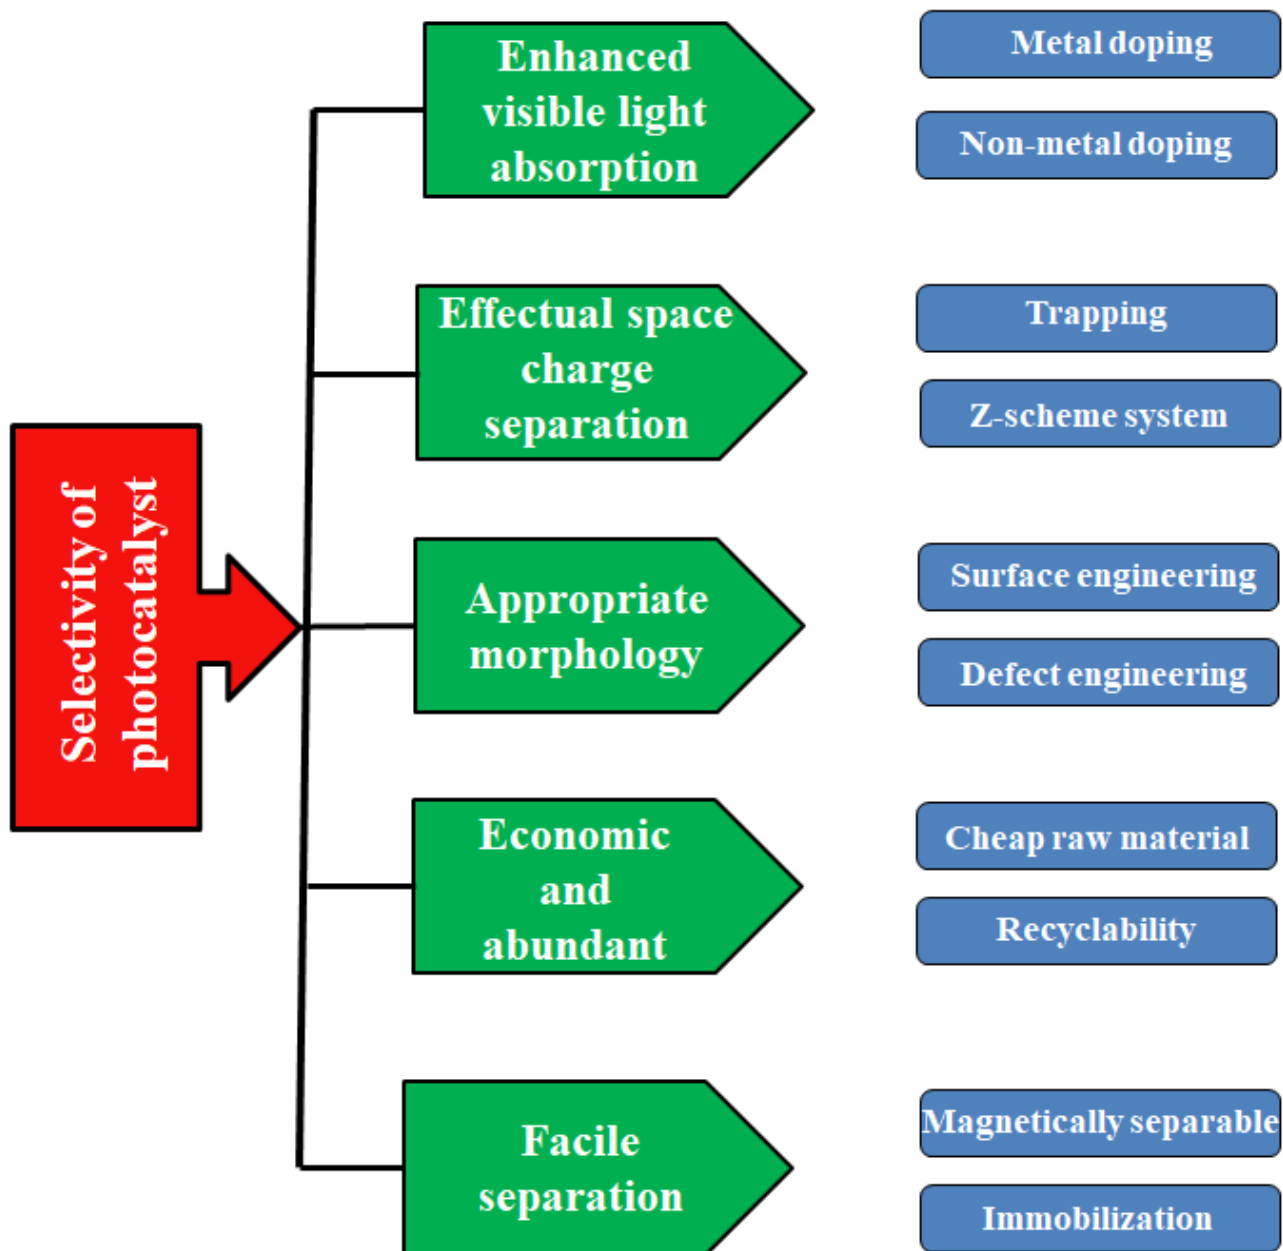 Selectivity of
photocatalyst
Enhanced
visible light
absorption
Metal doping
Non-metal doping
Effectual space
charge
separation
Trapping
Z-scheme system
Appropriate
morphology
Surface engineering
Defect engineering
Economic
and
abundant
Cheap raw material
Recyclability
Facile
separation
Magnetically separable
Immobilization